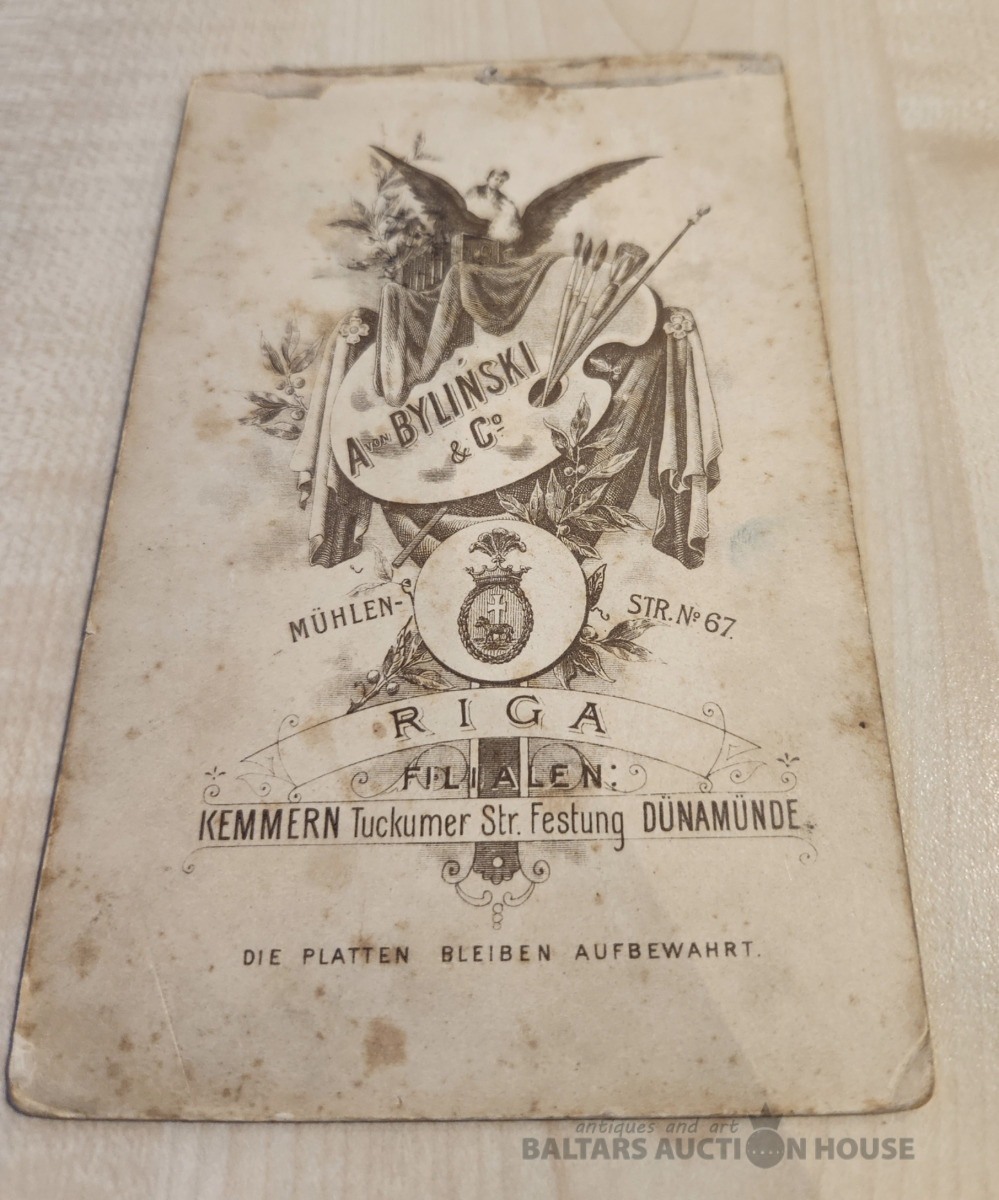 A VON BYLIŃSKI
& Cº
MÜHLEN- STR. Nº 67.
RIGA
FILIALEN:
KEMMERN Tuckumer Str. Festung DÜNAMÜNDE
DIE PLATTEN BLEIBEN AUFBEWAHRT.
antiques and art
BALTARS AUCTION HOUSE